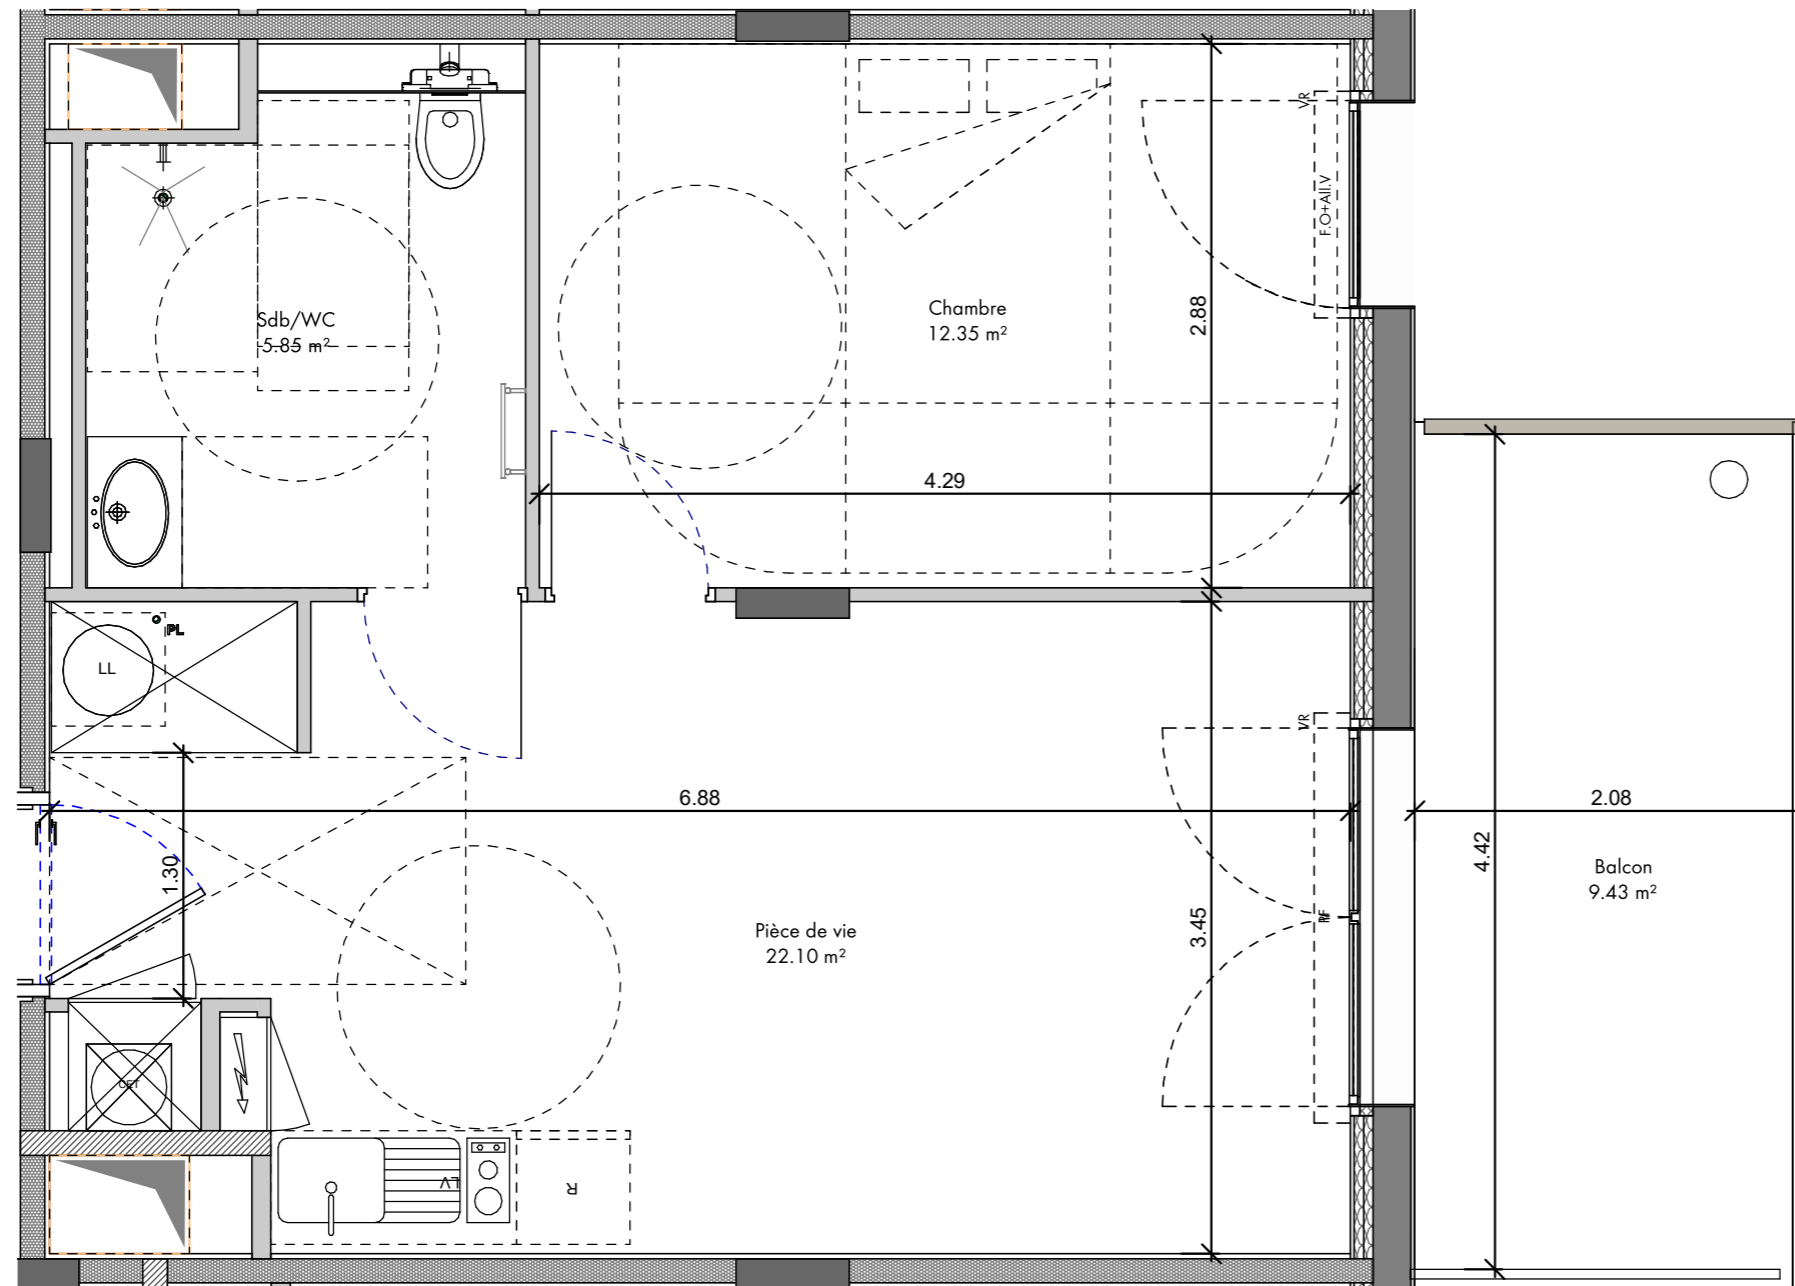 VR
F.O+All.V
Sdb/WC
5.85 m²
Chambre
12.35 m²
2.88
4.29
PL
LL
VR
6.88
2.08
1.30
4.42
Balcon
9.43 m²
Pièce de vie
22.10 m²
3.45
CET
LV
R